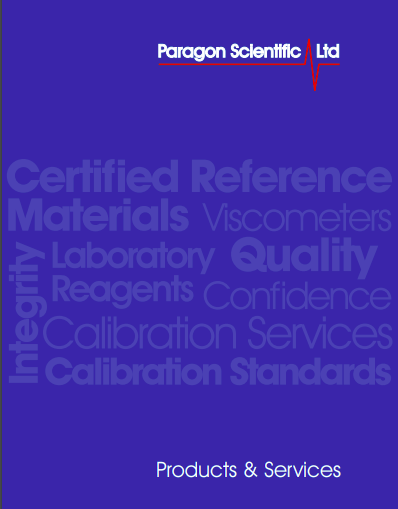 Paragon Scientific Ltd
Certified Reference
Materials Viscometers
Integrity
Laboratory Quality
Reagents Confidence
Calibration Services
Calibration Standards
Products & Services